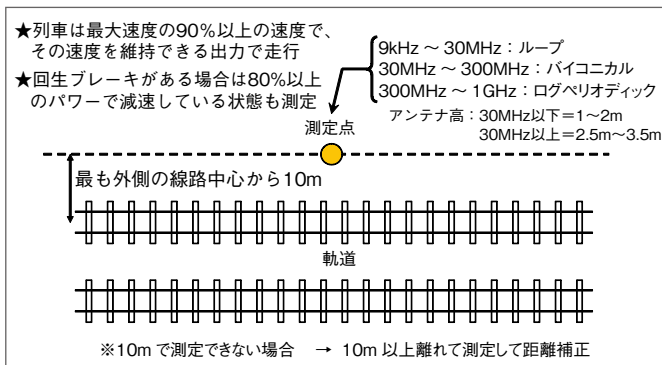 ★列車は最大速度の90%以上の速度で、
その速度を維持できる出力で走行
★回生ブレーキがある場合は80%以上
のパワーで減速している状態も測定
9kHz ～ 30MHz：ループ
30MHz ～ 300MHz：バイコニカル
300MHz ～ 1GHz：ログペリオディック
アンテナ高：30MHz以下＝1～2m
30MHz以上＝2.5m～3.5m
測定点
最も外側の線路中心から10m
軌道
※10m で測定できない場合　→ 10m 以上離れて測定して距離補正